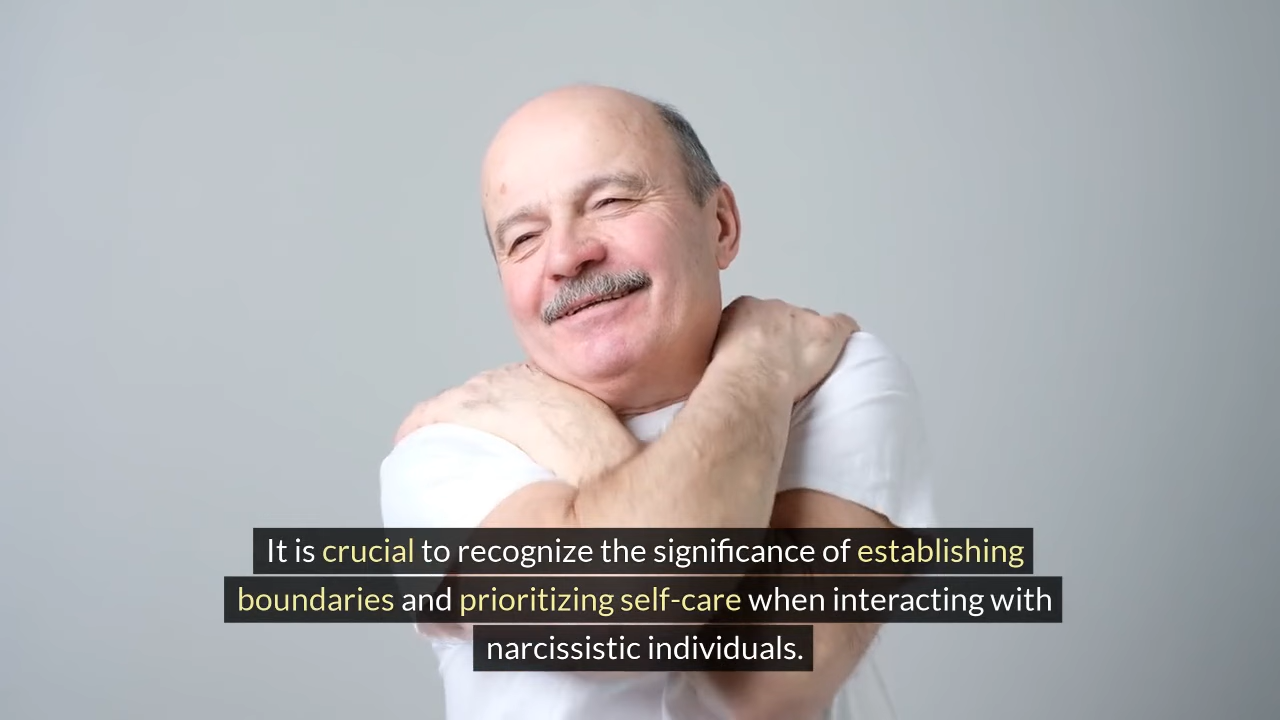 It is crucial to recognize the significance of establishing
boundaries and prioritizing self-care when interacting with
narcissistic individuals.